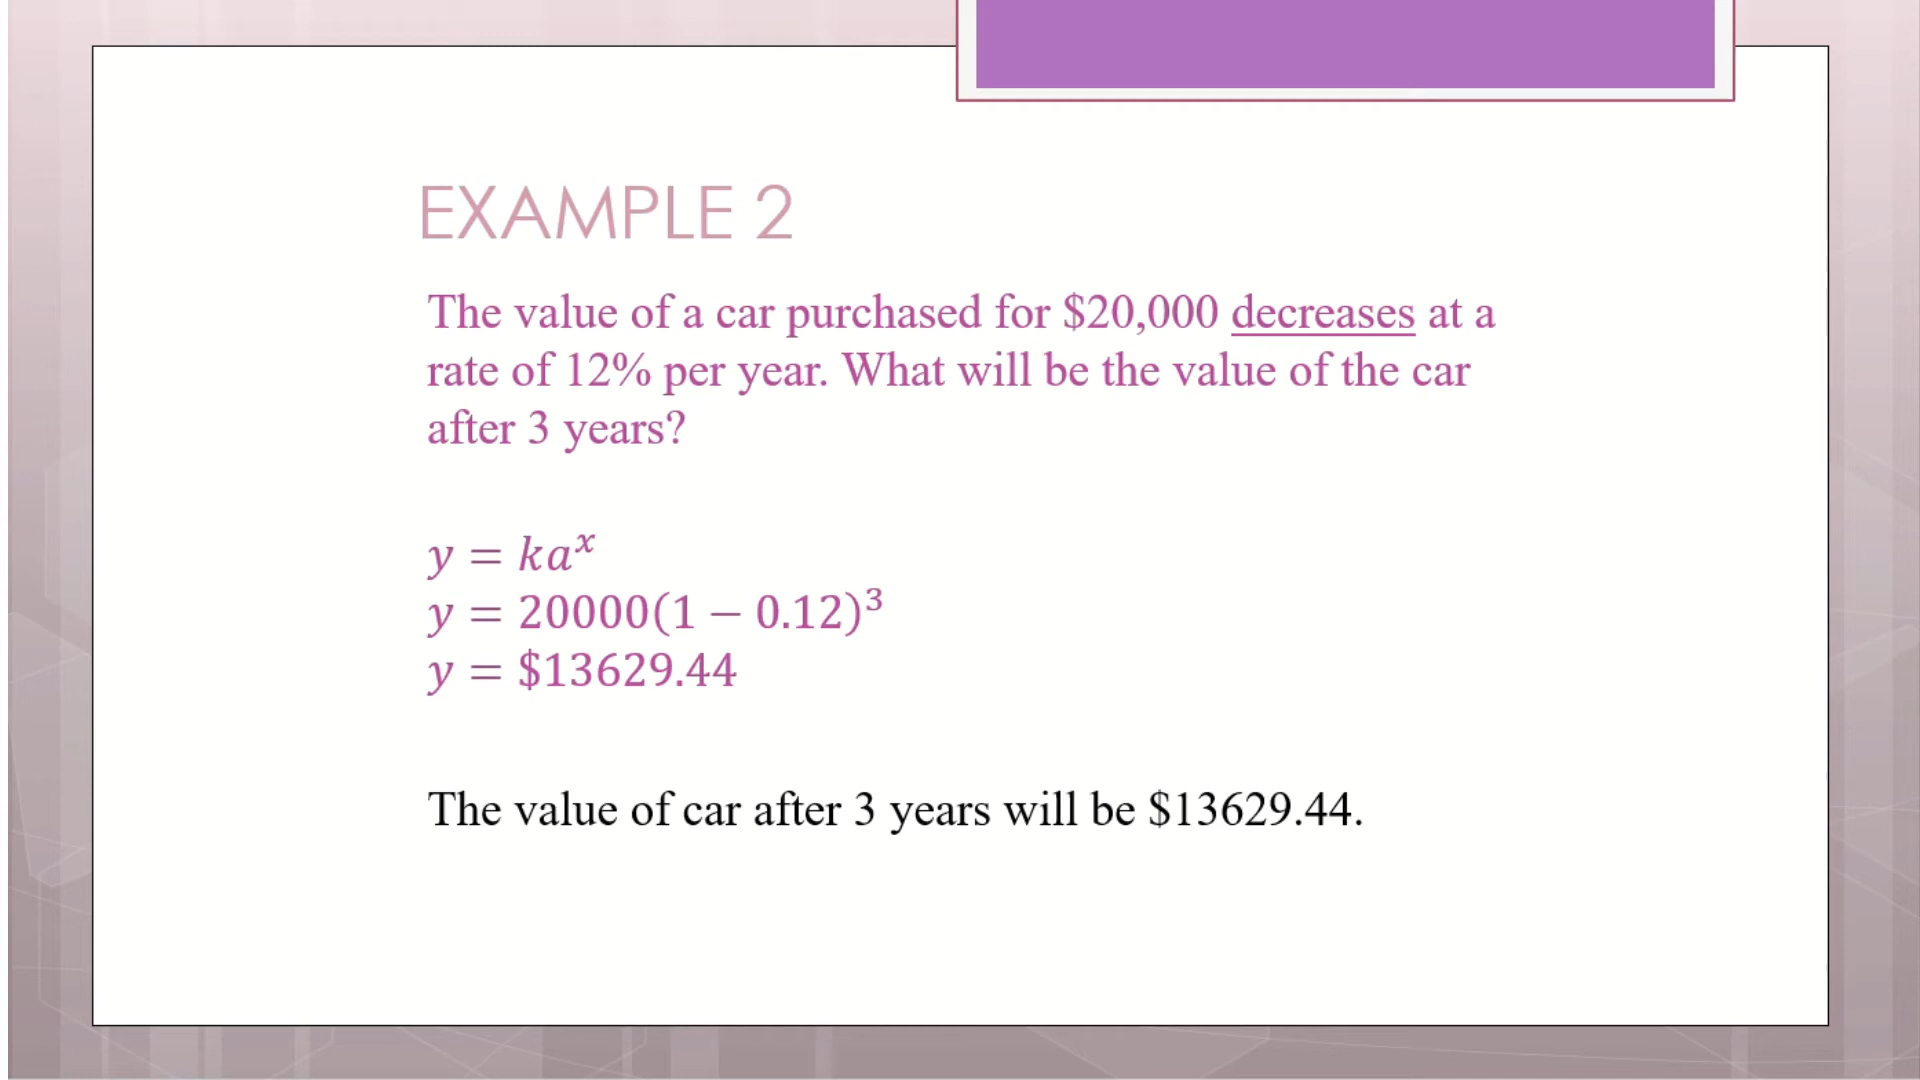 EXAMPLE 2
The value of a car purchased for $20,000 decreases at a
rate of 12% per year. What will be the value of the car
after 3 years?
y = kaˣ
y = 20000(1 − 0.12)³
y = $13629.44
The value of car after 3 years will be $13629.44.